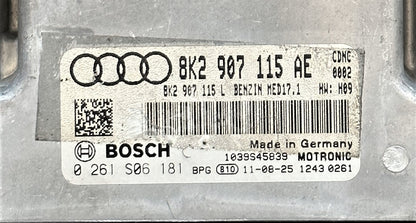 8K2 907 115 AE
CDNC
0002
8K2 907 115 L BENZIN MED17.1 HW: H09
BOSCH
Made in Germany
1039S45839 MOTRONIC
0 261 S06 181 BPG 810 11-08-25 1243 0261